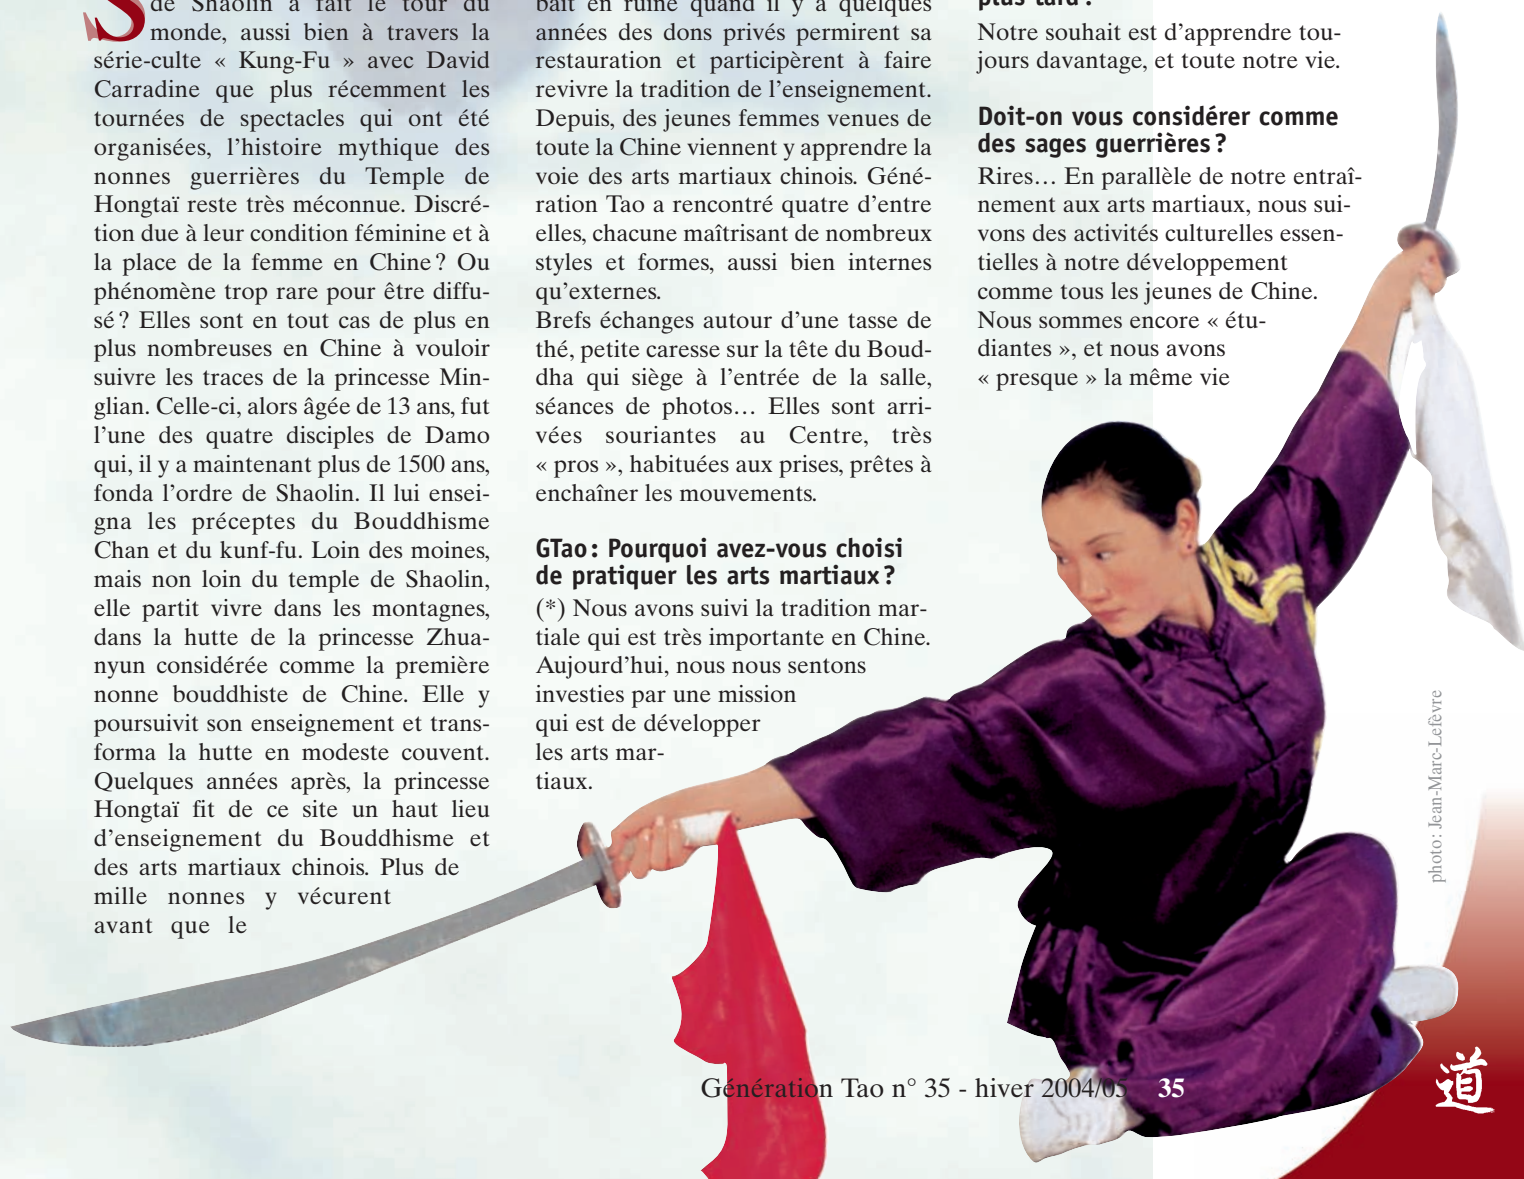 S
de Shaolin a fait le tour du
monde, aussi bien à travers la
série-culte « Kung-Fu » avec David
Carradine que plus récemment les
tournées de spectacles qui ont été
organisées, l’histoire mythique des
nonnes guerrières du Temple de
Hongtaï reste très méconnue. Discré-
tion due à leur condition féminine et à
la place de la femme en Chine ? Ou
phénomène trop rare pour être diffu-
sé ? Elles sont en tout cas de plus en
plus nombreuses en Chine à vouloir
suivre les traces de la princesse Min-
glian. Celle-ci, alors âgée de 13 ans, fut
l’une des quatre disciples de Damo
qui, il y a maintenant plus de 1500 ans,
fonda l’ordre de Shaolin. Il lui ensei-
gna les préceptes du Bouddhisme
Chan et du kunf-fu. Loin des moines,
mais non loin du temple de Shaolin,
elle partit vivre dans les montagnes,
dans la hutte de la princesse Zhua-
nyun considérée comme la première
nonne bouddhiste de Chine. Elle y
poursuivit son enseignement et trans-
forma la hutte en modeste couvent.
Quelques années après, la princesse
Hongtaï fit de ce site un haut lieu
d’enseignement du Bouddhisme et
des arts martiaux chinois. Plus de
mille nonnes y vécurent
avant que le
bait en ruine quand il y a quelques
années des dons privés permirent sa
restauration et participèrent à faire
revivre la tradition de l’enseignement.
Depuis, des jeunes femmes venues de
toute la Chine viennent y apprendre la
voie des arts martiaux chinois. Géné-
ration Tao a rencontré quatre d’entre
elles, chacune maîtrisant de nombreux
styles et formes, aussi bien internes
qu’externes.
Brefs échanges autour d’une tasse de
thé, petite caresse sur la tête du Boud-
dha qui siège à l’entrée de la salle,
séances de photos… Elles sont arri-
vées souriantes au Centre, très
« pros », habituées aux prises, prêtes à
enchaîner les mouvements.
GTao : Pourquoi avez-vous choisi
de pratiquer les arts martiaux ?
(*) Nous avons suivi la tradition mar-
tiale qui est très importante en Chine.
Aujourd’hui, nous nous sentons
investies par une mission
qui est de développer
les arts mar-
tiaux.
plus tard ?
Notre souhait est d’apprendre tou-
jours davantage, et toute notre vie.
Doit-on vous considérer comme
des sages guerrières ?
Rires… En parallèle de notre entraî-
nement aux arts martiaux, nous sui-
vons des activités culturelles essen-
tielles à notre développement
comme tous les jeunes de Chine.
Nous sommes encore « étu-
diantes », et nous avons
« presque » la même vie
photo : Jean-Marc-Lefèvre
Génération Tao n° 35 - hiver 2004/05 35
道